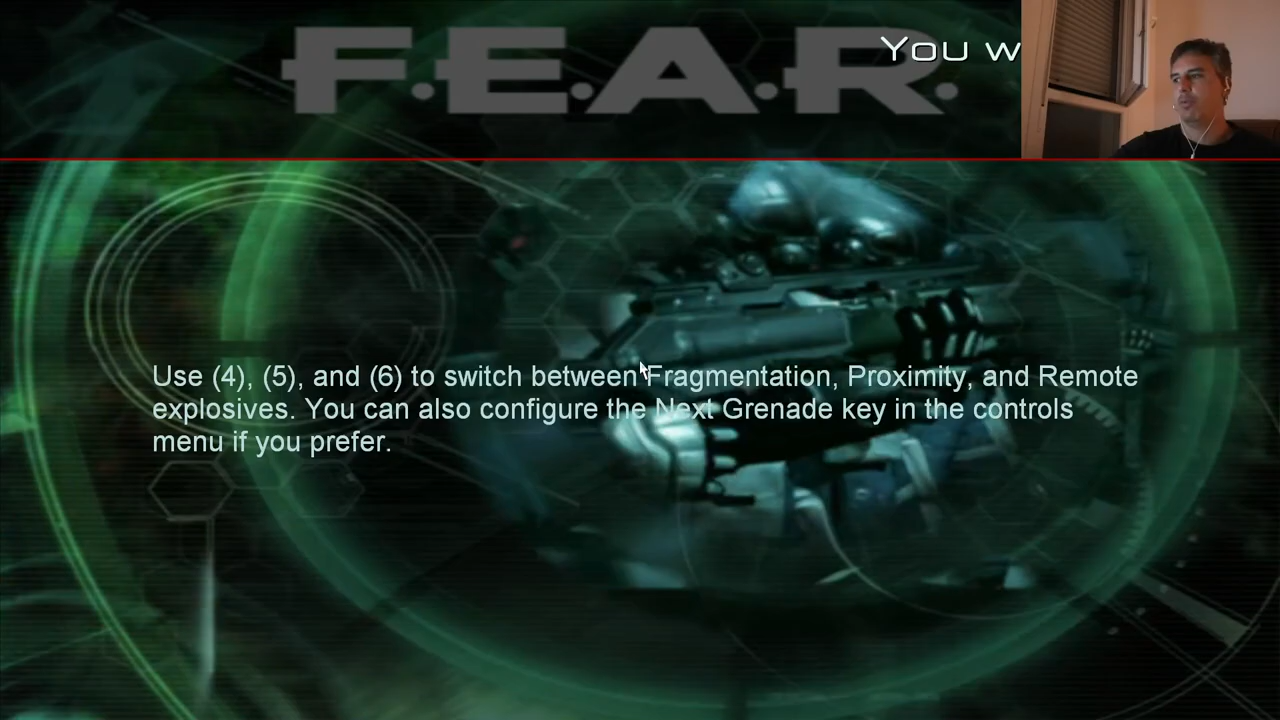 F.E.A.R.
You w
Use (4), (5), and (6) to switch between Fragmentation, Proximity, and Remote
explosives. You can also configure the Next Grenade key in the controls
menu if you prefer.